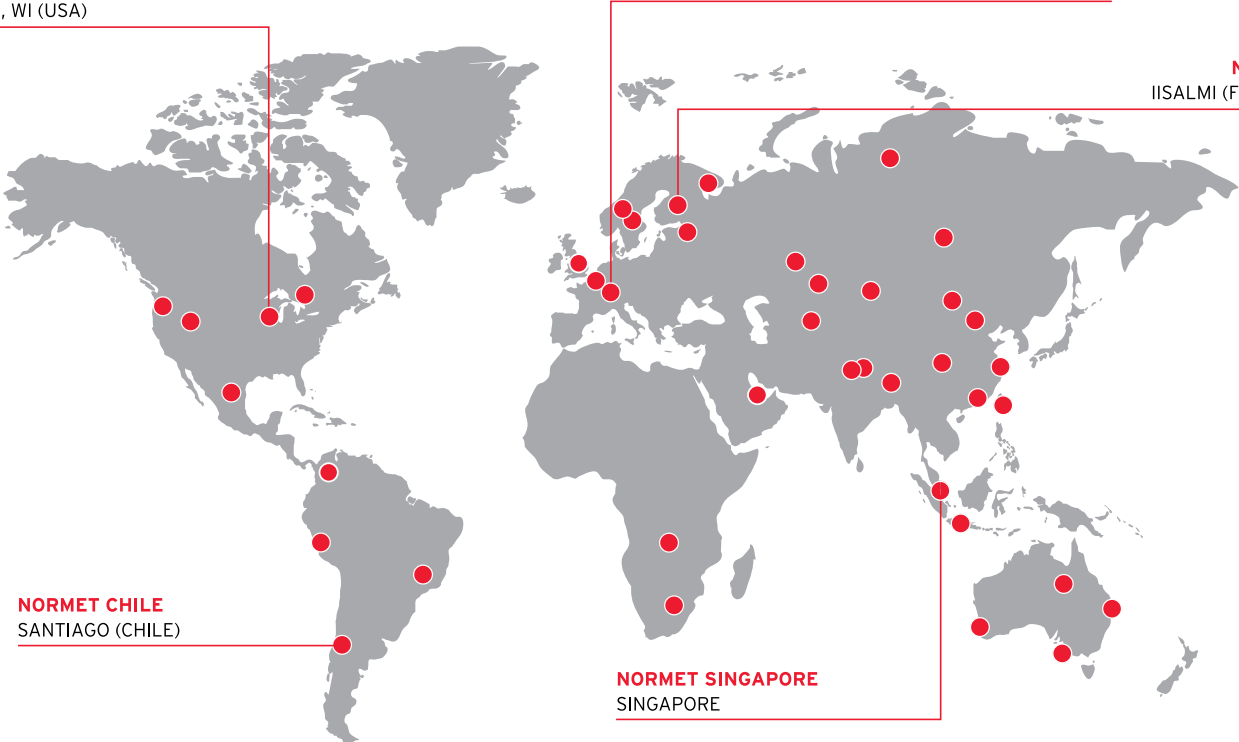 , WI (USA)
N
IISALMI (F
NORMET CHILE
SANTIAGO (CHILE)
NORMET SINGAPORE
SINGAPORE